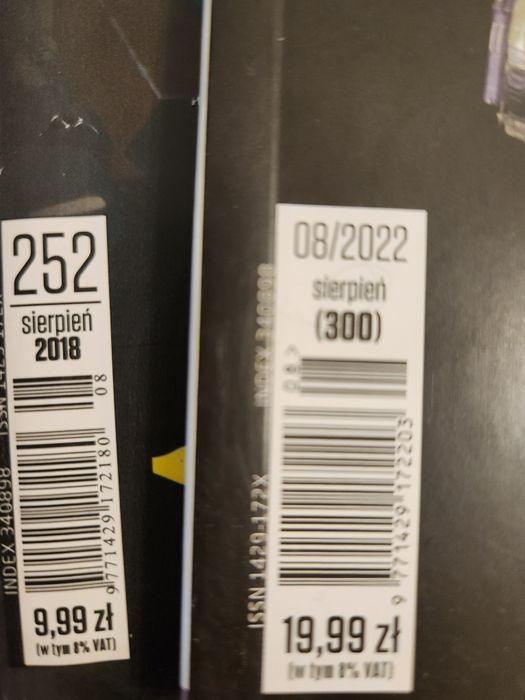 252
sierpień
2018
08
9 771429 172180
9,99 zł
(w tym 8% VAT)
INDEX 340898
08/2022
sierpień
(300)
08>
9 771429 172203
19,99 zł
(w tym 8% VAT)
ISSN 1429-172X
INDEX 340898